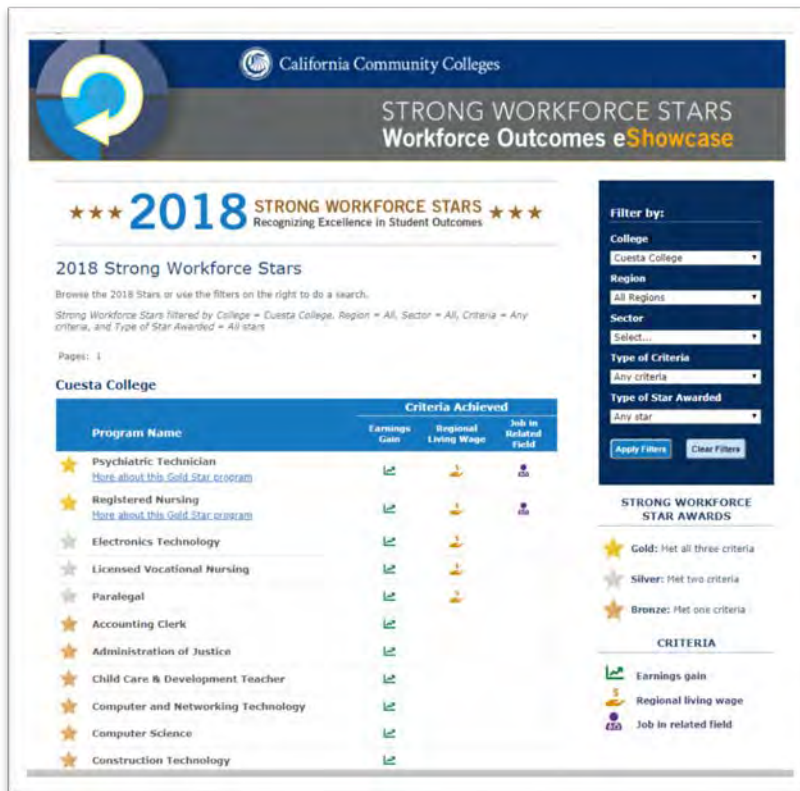 California Community Colleges
STRONG WORKFORCE STARS
Workforce Outcomes eShowcase
2018 STRONG WORKFORCE STARS
Recognizing Excellence in Student Outcomes
2018 Strong Workforce Stars
Browse the 2018 Stars or use the filters on the right to do a search.
Strong Workforce Stars filtered by College = Cuesta College, Region = All, Sector = All, Criteria = Any
criteria, and Type of Star Awarded = All stars
Pages: 1
Cuesta College
Criteria Achieved
Program Name
Earnings
Gain
Regional
Living Wage
Job in
Related
Field
Psychiatric Technician
More about this Gold Star program
Registered Nursing
More about this Gold Star program
Electronics Technology
Licensed Vocational Nursing
Paralegal
Accounting Clerk
Administration of Justice
Child Care & Development Teacher
Computer and Networking Technology
Computer Science
Construction Technology
Filter by:
College
Cuesta College
Region
All Regions
Sector
Select...
Type of Criteria
Any criteria
Type of Star Awarded
Any star
Apply Filters
Clear Filters
STRONG WORKFORCE
STAR AWARDS
Gold: Met all three criteria
Silver: Met two criteria
Bronze: Met one criteria
CRITERIA
Earnings gain
Regional living wage
Job in related field